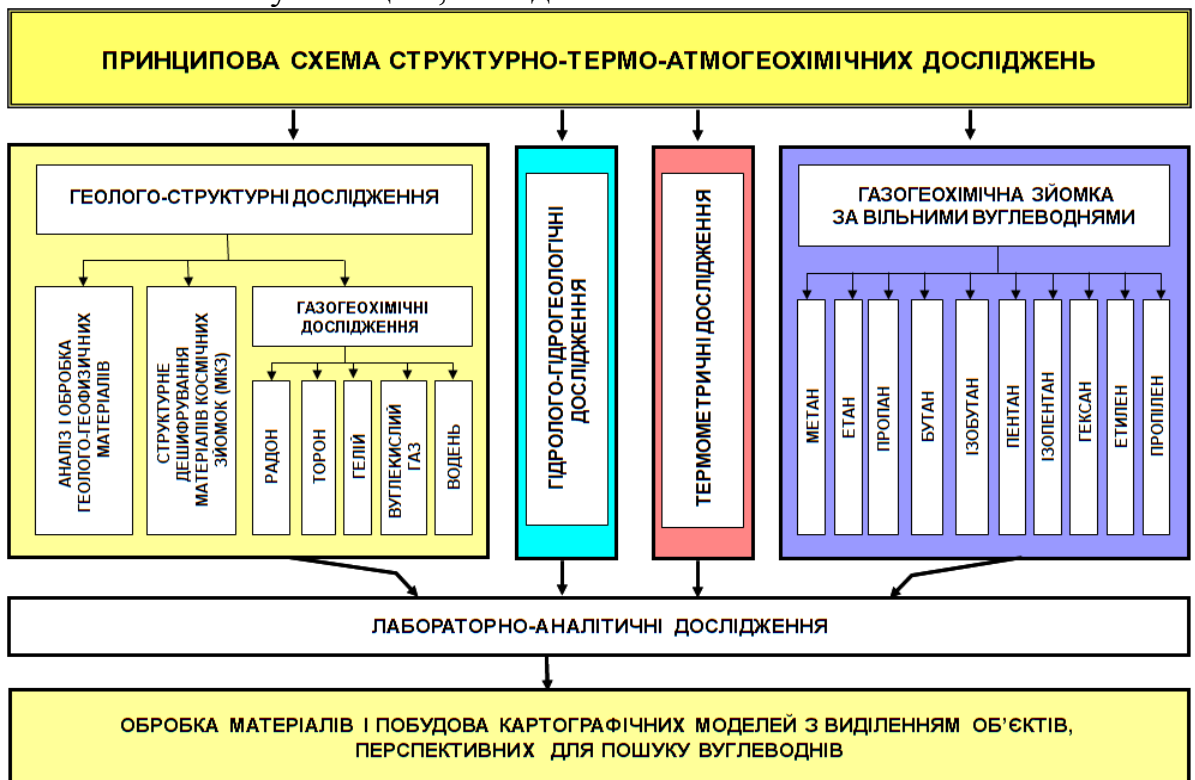 ПРИНЦИПОВА СХЕМА СТРУКТУРНО-ТЕРМО-АТМОГЕОХІМІЧНИХ ДОСЛІДЖЕНЬ
ГЕОЛОГО-СТРУКТУРНІ ДОСЛІДЖЕННЯ
АНАЛІЗ І ОБРОБКА
ГЕОЛОГО-ГЕОФИЗИЧНИХ
МАТЕРІАЛІВ
СТРУКТУРНЕ
ДЕШИФРУВАННЯ
МАТЕРІАЛІВ КОСМІЧНИХ
ЗЙОМОК (МКЗ)
ГАЗОГЕОХІМІЧНІ
ДОСЛІДЖЕННЯ
РАДОН
ТОРОН
ГЕЛІЙ
ВУГЛЕКИСЛИЙ
ГАЗ
ВОДЕНЬ
ГІДРОЛОГО-ГІДРОГЕОЛОГІЧНІ
ДОСЛІДЖЕННЯ
ТЕРМОМЕТРИЧНІ ДОСЛІДЖЕННЯ
ГАЗОГЕОХІМІЧНА ЗЙОМКА
ЗА ВІЛЬНИМИ ВУГЛЕВОДНЯМИ
МЕТАН
ЕТАН
ПРОПАН
БУТАН
ІЗОБУТАН
ПЕНТАН
ІЗОПЕНТАН
ГЕКСАН
ЕТИЛЕН
ПРОПІЛЕН
ЛАБОРАТОРНО-АНАЛІТИЧНІ ДОСЛІДЖЕННЯ
ОБРОБКА МАТЕРІАЛІВ І ПОБУДОВА КАРТОГРАФІЧНИХ МОДЕЛЕЙ З ВИДІЛЕННЯМ ОБ’ЄКТІВ,
ПЕРСПЕКТИВНИХ ДЛЯ ПОШУКУ ВУГЛЕВОДНІВ